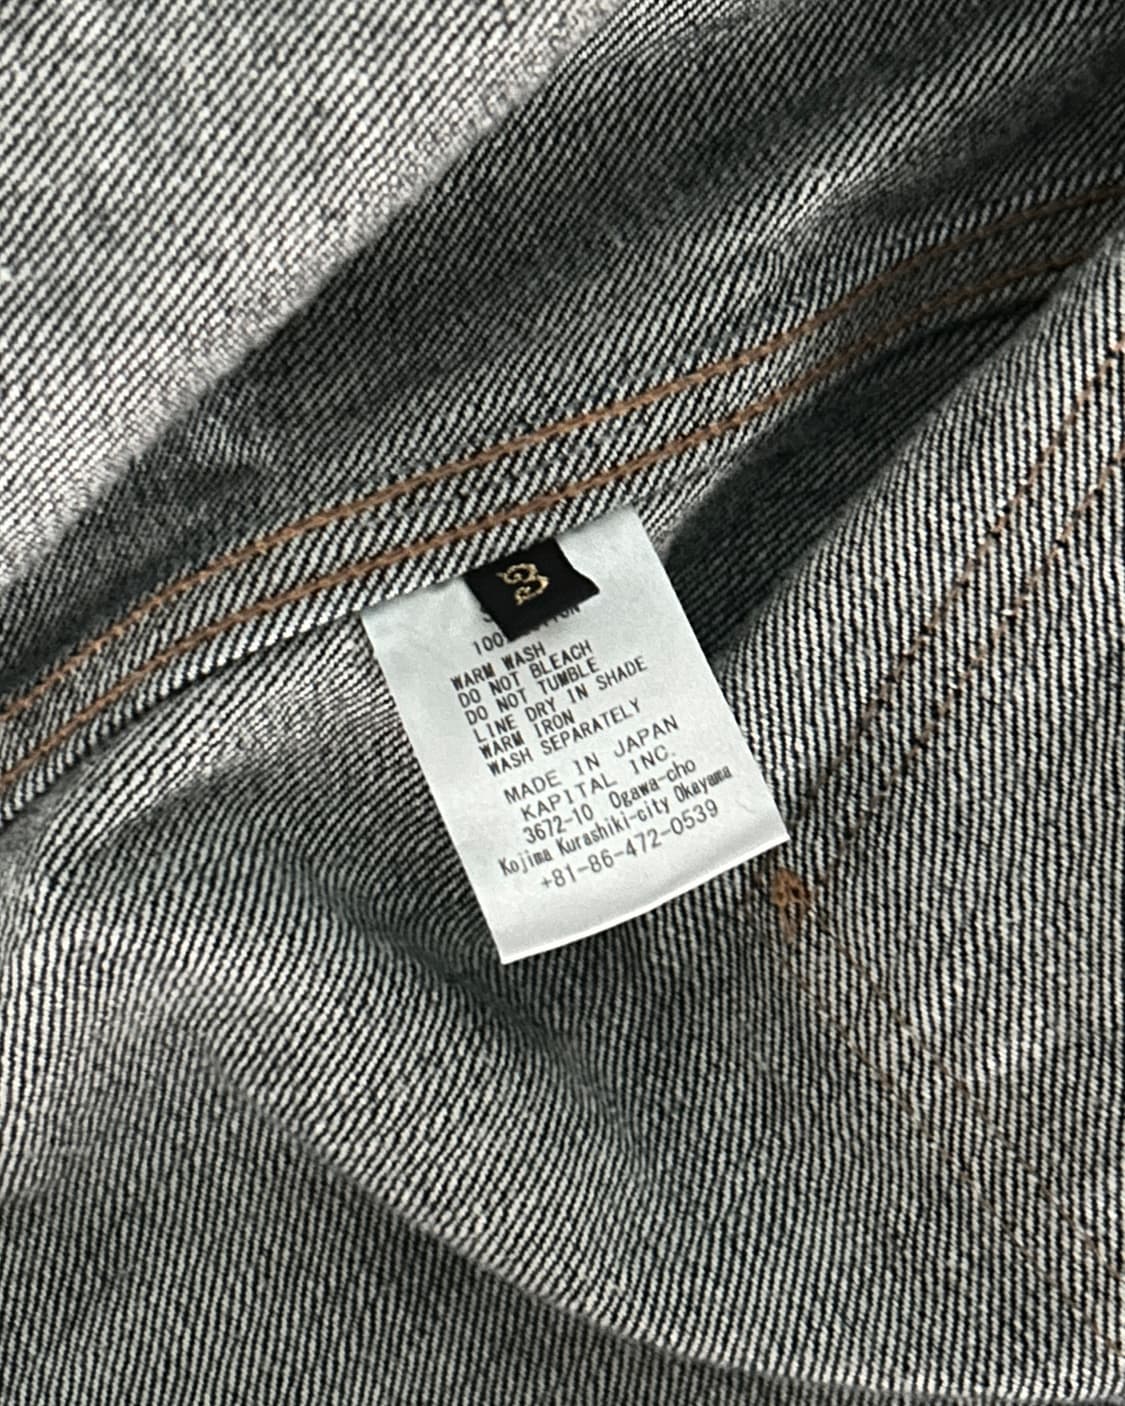 3
100
WARM WASH
DO NOT BLEACH
DO NOT TUMBLE
LINE DRY IN SHADE
WARM IRON
WASH SEPARATELY
MADE IN JAPAN
KAPITAL INC.
3672-10 Ogawa-cho
Kojima Kurashiki-city Okayama
+81-86-472-0539